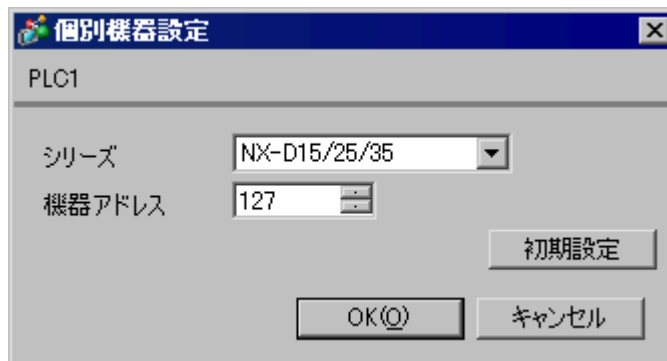 個別機器設定
PLC1
シリーズ NX-D15/25/35
機器アドレス 127
初期設定
OK(O) キャンセル